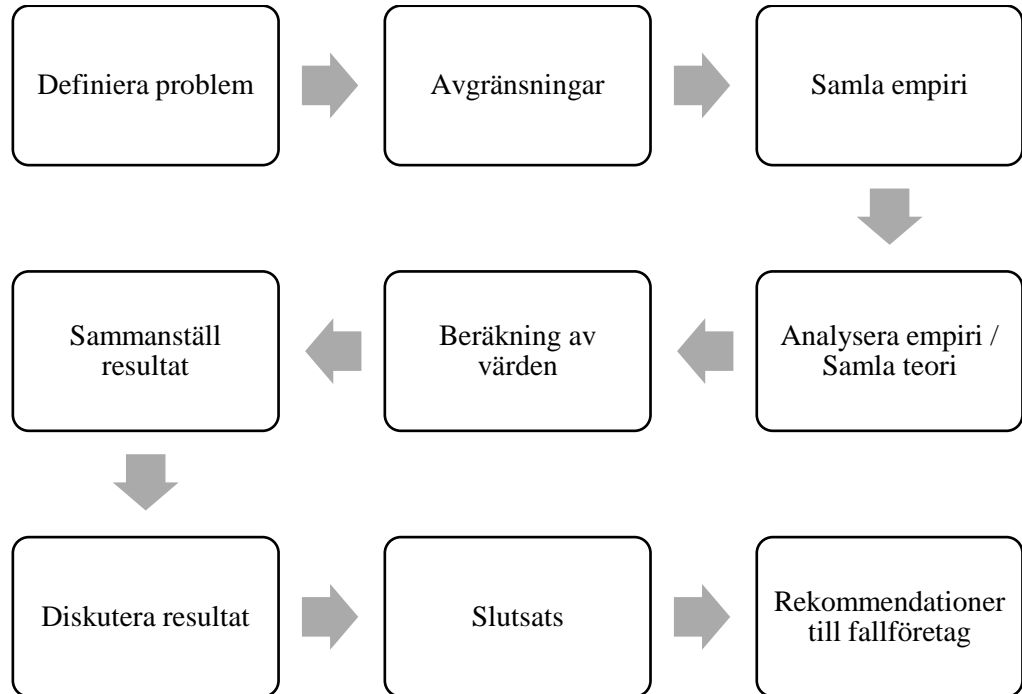 Definiera problem
Avgränsningar
Samla empiri
Analysera empiri /
Samla teori
Beräkning av
värden
Sammanställ
resultat
Diskutera resultat
Slutsats
Rekommendationer
till fallföretag